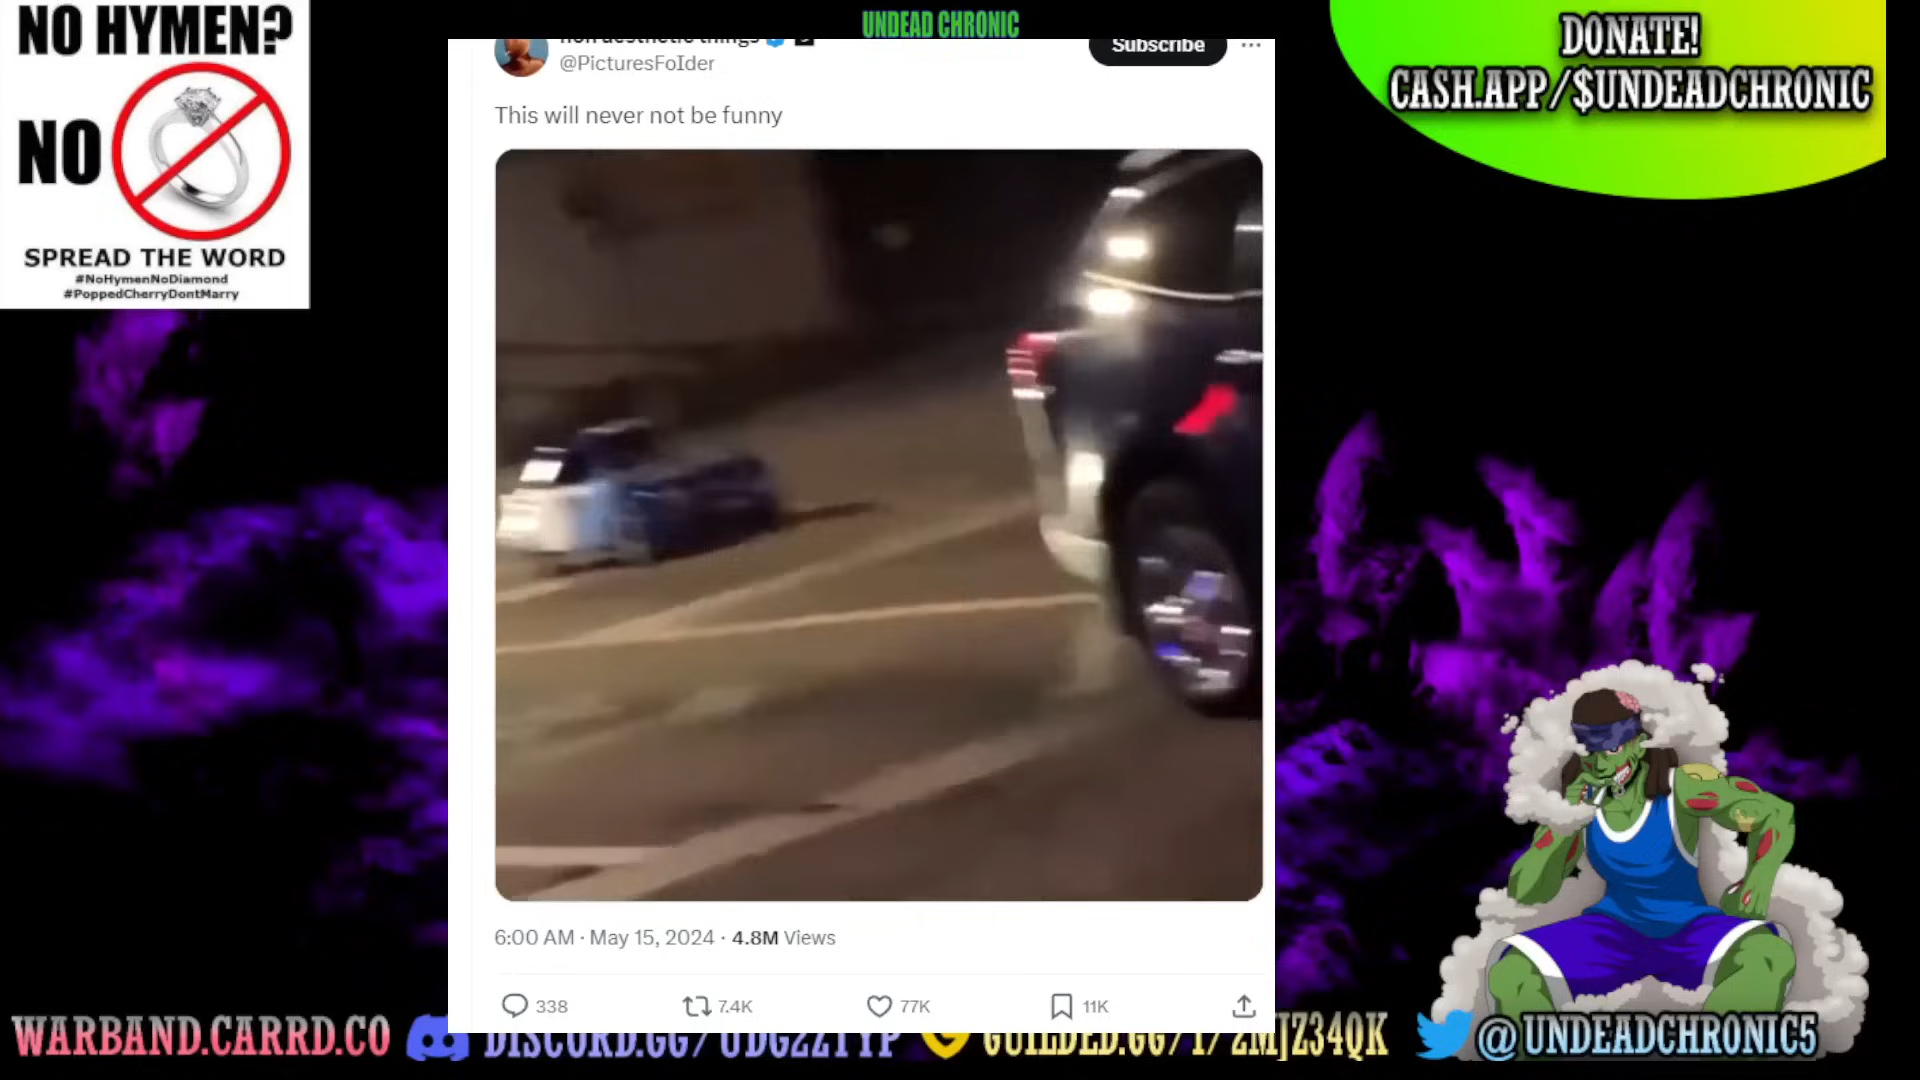 NO HYMEN?
NO
SPREAD THE WORD
#NoHymenNoDiamond
#PoppedCherryDontMarry
UNDEAD CHRONIC
DONATE!
CASH.APP/$UNDEADCHRONIC
Subscribe
@PicturesFoIder
This will never not be funny
6:00 AM · May 15, 2024 · 4.8M Views
338
7.4K
77K
11K
WARBAND.CARRD.CO
@UNDEADCHRONIC5